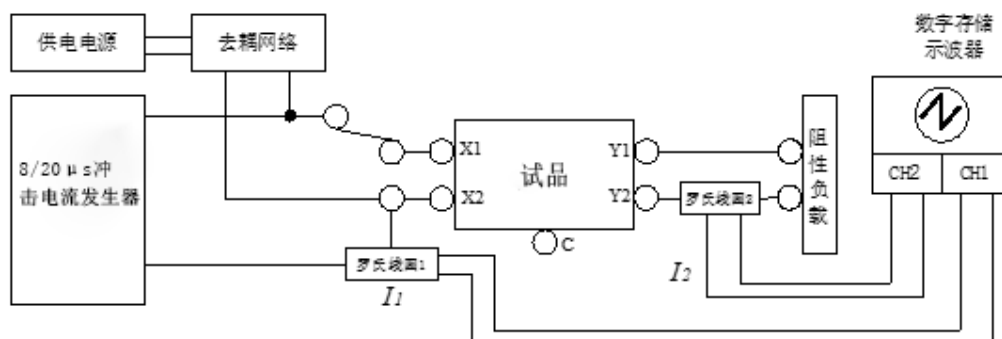 供电电源
去耦网络
数字存储
示波器
8/20μs冲
击电流发生器
X1
X2
试品
Y1
Y2
C
罗氏线圈1
I1
罗氏线圈2
I2
阻性负载
CH2
CH1